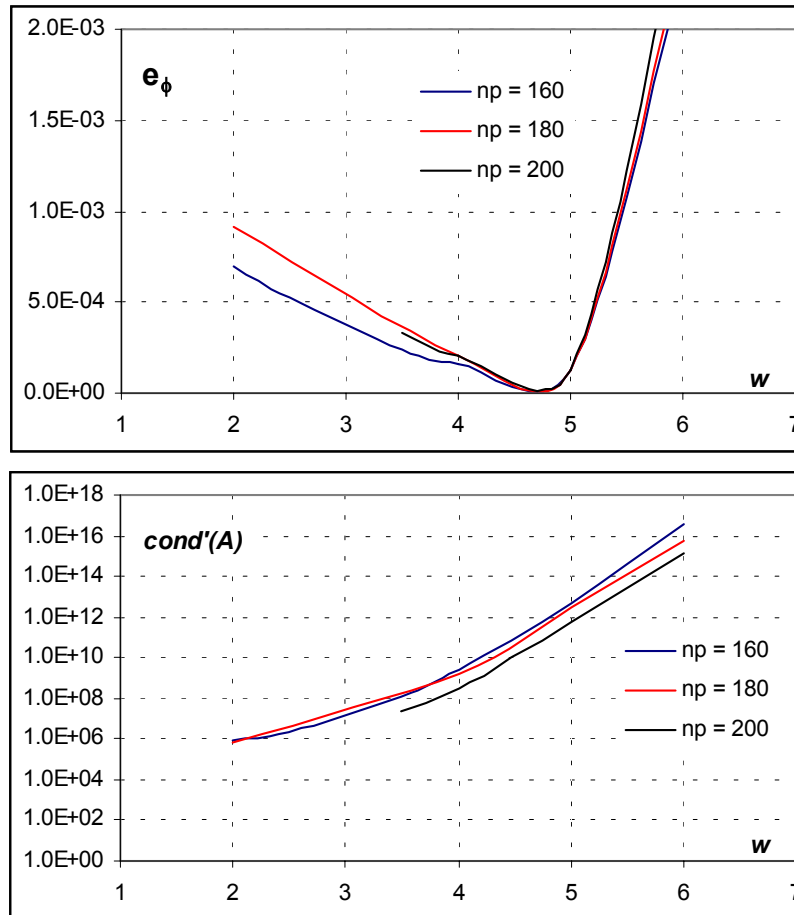 2.0E-03
e_ϕ
np = 160
1.5E-03
np = 180
np = 200
1.0E-03
5.0E-04
w
0.0E+00
1 2 3 4 5 6 7
1.0E+18
1.0E+16
cond'(A)
1.0E+14
1.0E+12
1.0E+10
np = 160
1.0E+08
np = 180
1.0E+06
np = 200
1.0E+04
1.0E+02
w
1.0E+00
1 2 3 4 5 6 7